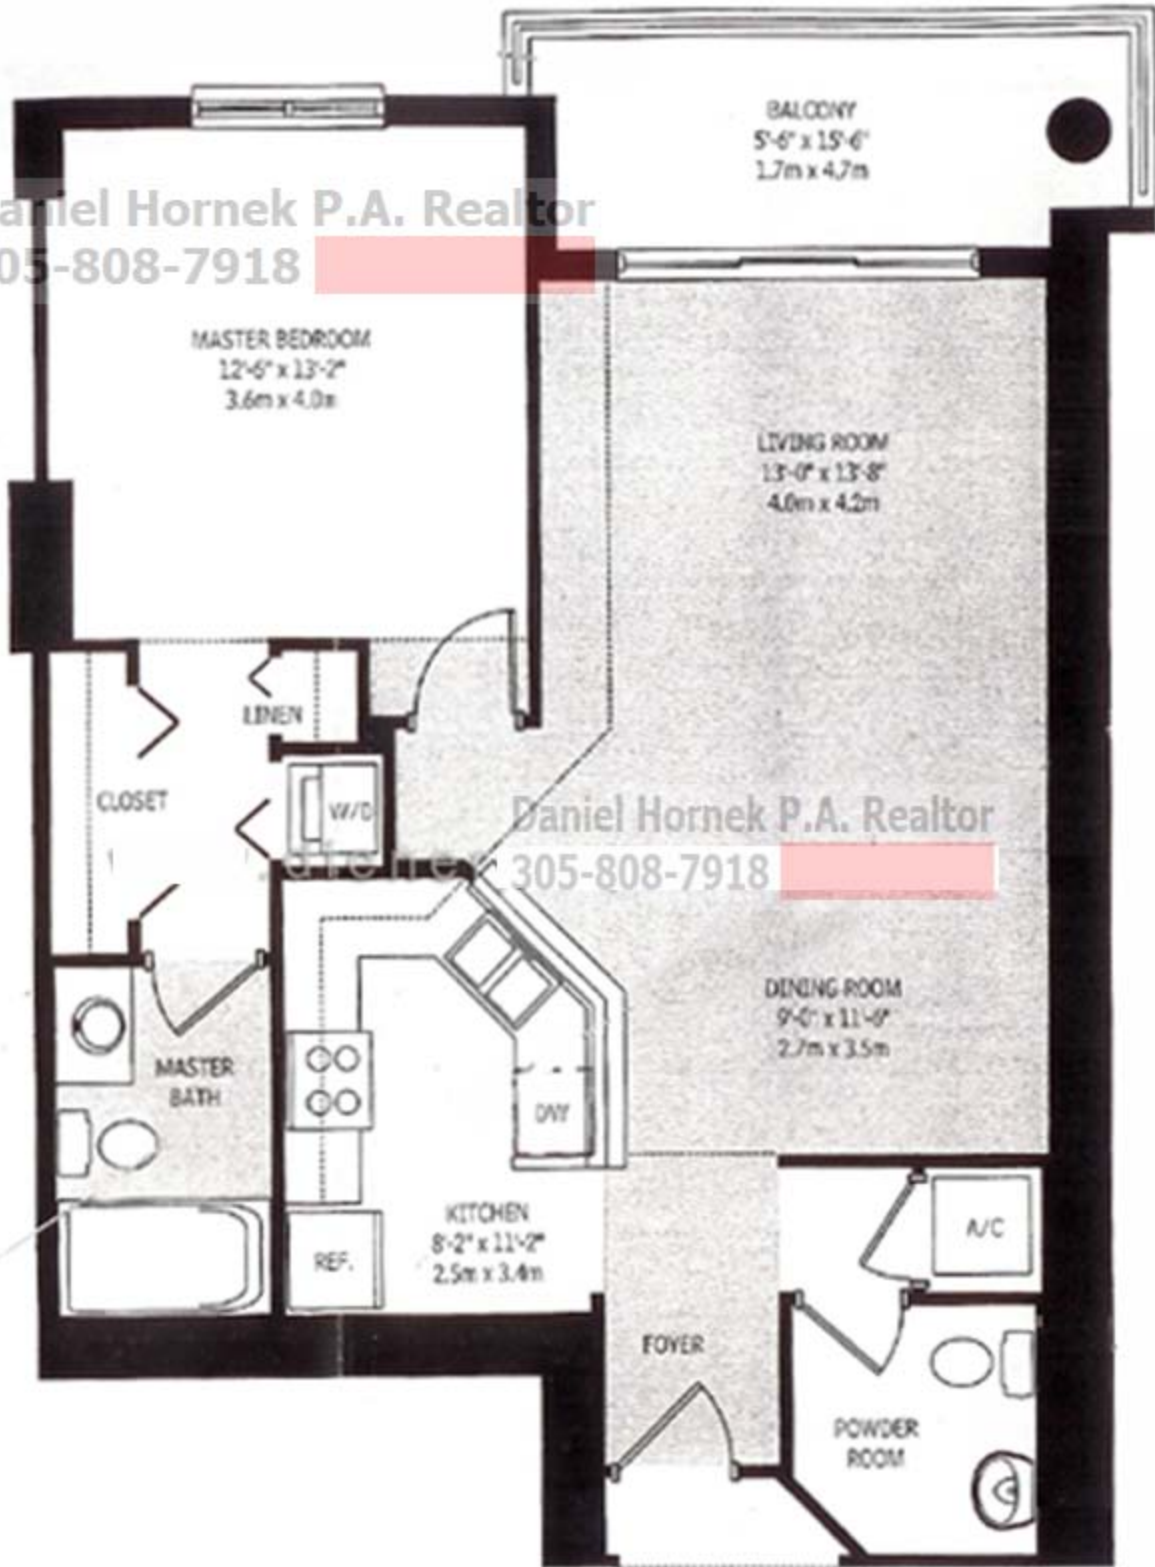 BALCONY
5'-6" x 15'-6"
1.7m x 4.7m
Daniel Hornek P.A. Realtor
305-808-7918
MASTER BEDROOM
12'-6" x 13'-2"
3.6m x 4.0m
LIVING ROOM
13'-0" x 13'-8"
4.0m x 4.2m
LINEN
CLOSET
W/D
Daniel Hornek P.A. Realtor
305-808-7918
DINING ROOM
9'-0" x 11'-6"
2.7m x 3.5m
MASTER
BATH
D/W
KITCHEN
8'-2" x 11'-2"
2.5m x 3.4m
REF.
A/C
FOYER
POWDER
ROOM